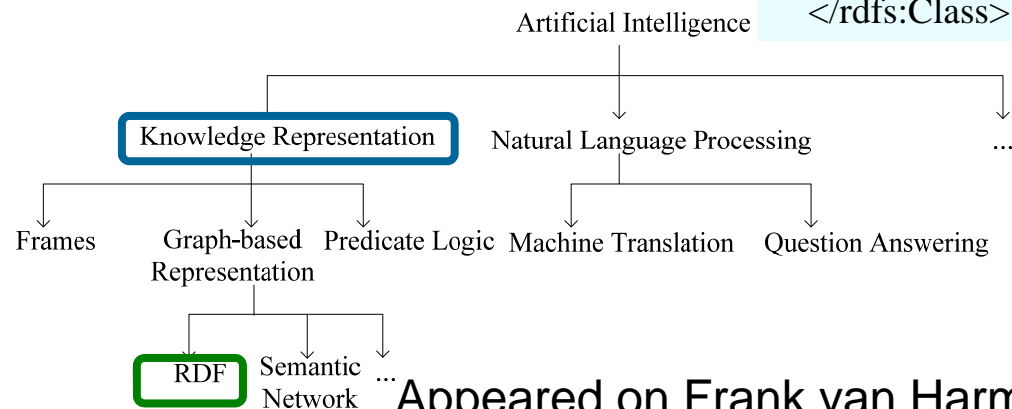 Artificial Intelligence
</rdfs:Class>
Knowledge Representation
Natural Language Processing
...
Frames
Graph-based
Representation
Predicate Logic
Machine Translation
Question Answering
RDF
Semantic
Network
...
Appeared on Frank van Harm